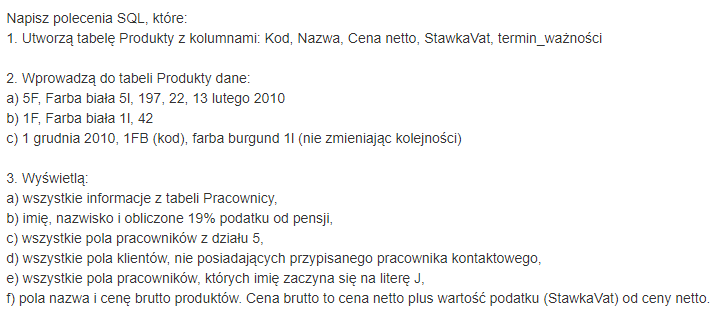 Napisz polecenia SQL, które:
1. Utworzą tabelę Produkty z kolumnami: Kod, Nazwa, Cena netto, StawkaVat, termin_ważności
2. Wprowadzą do tabeli Produkty dane:
a) 5F, Farba biała 5l, 197, 22, 13 lutego 2010
b) 1F, Farba biała 1l, 42
c) 1 grudnia 2010, 1FB (kod), farba burgund 1l (nie zmieniając kolejności)
3. Wyświetlą:
a) wszystkie informacje z tabeli Pracownicy,
b) imię, nazwisko i obliczone 19% podatku od pensji,
c) wszystkie pola pracowników z działu 5,
d) wszystkie pola klientów, nie posiadających przypisanego pracownika kontaktowego,
e) wszystkie pola pracowników, których imię zaczyna się na literę J,
f) pola nazwa i cenę brutto produktów. Cena brutto to cena netto plus wartość podatku (StawkaVat) od ceny netto.